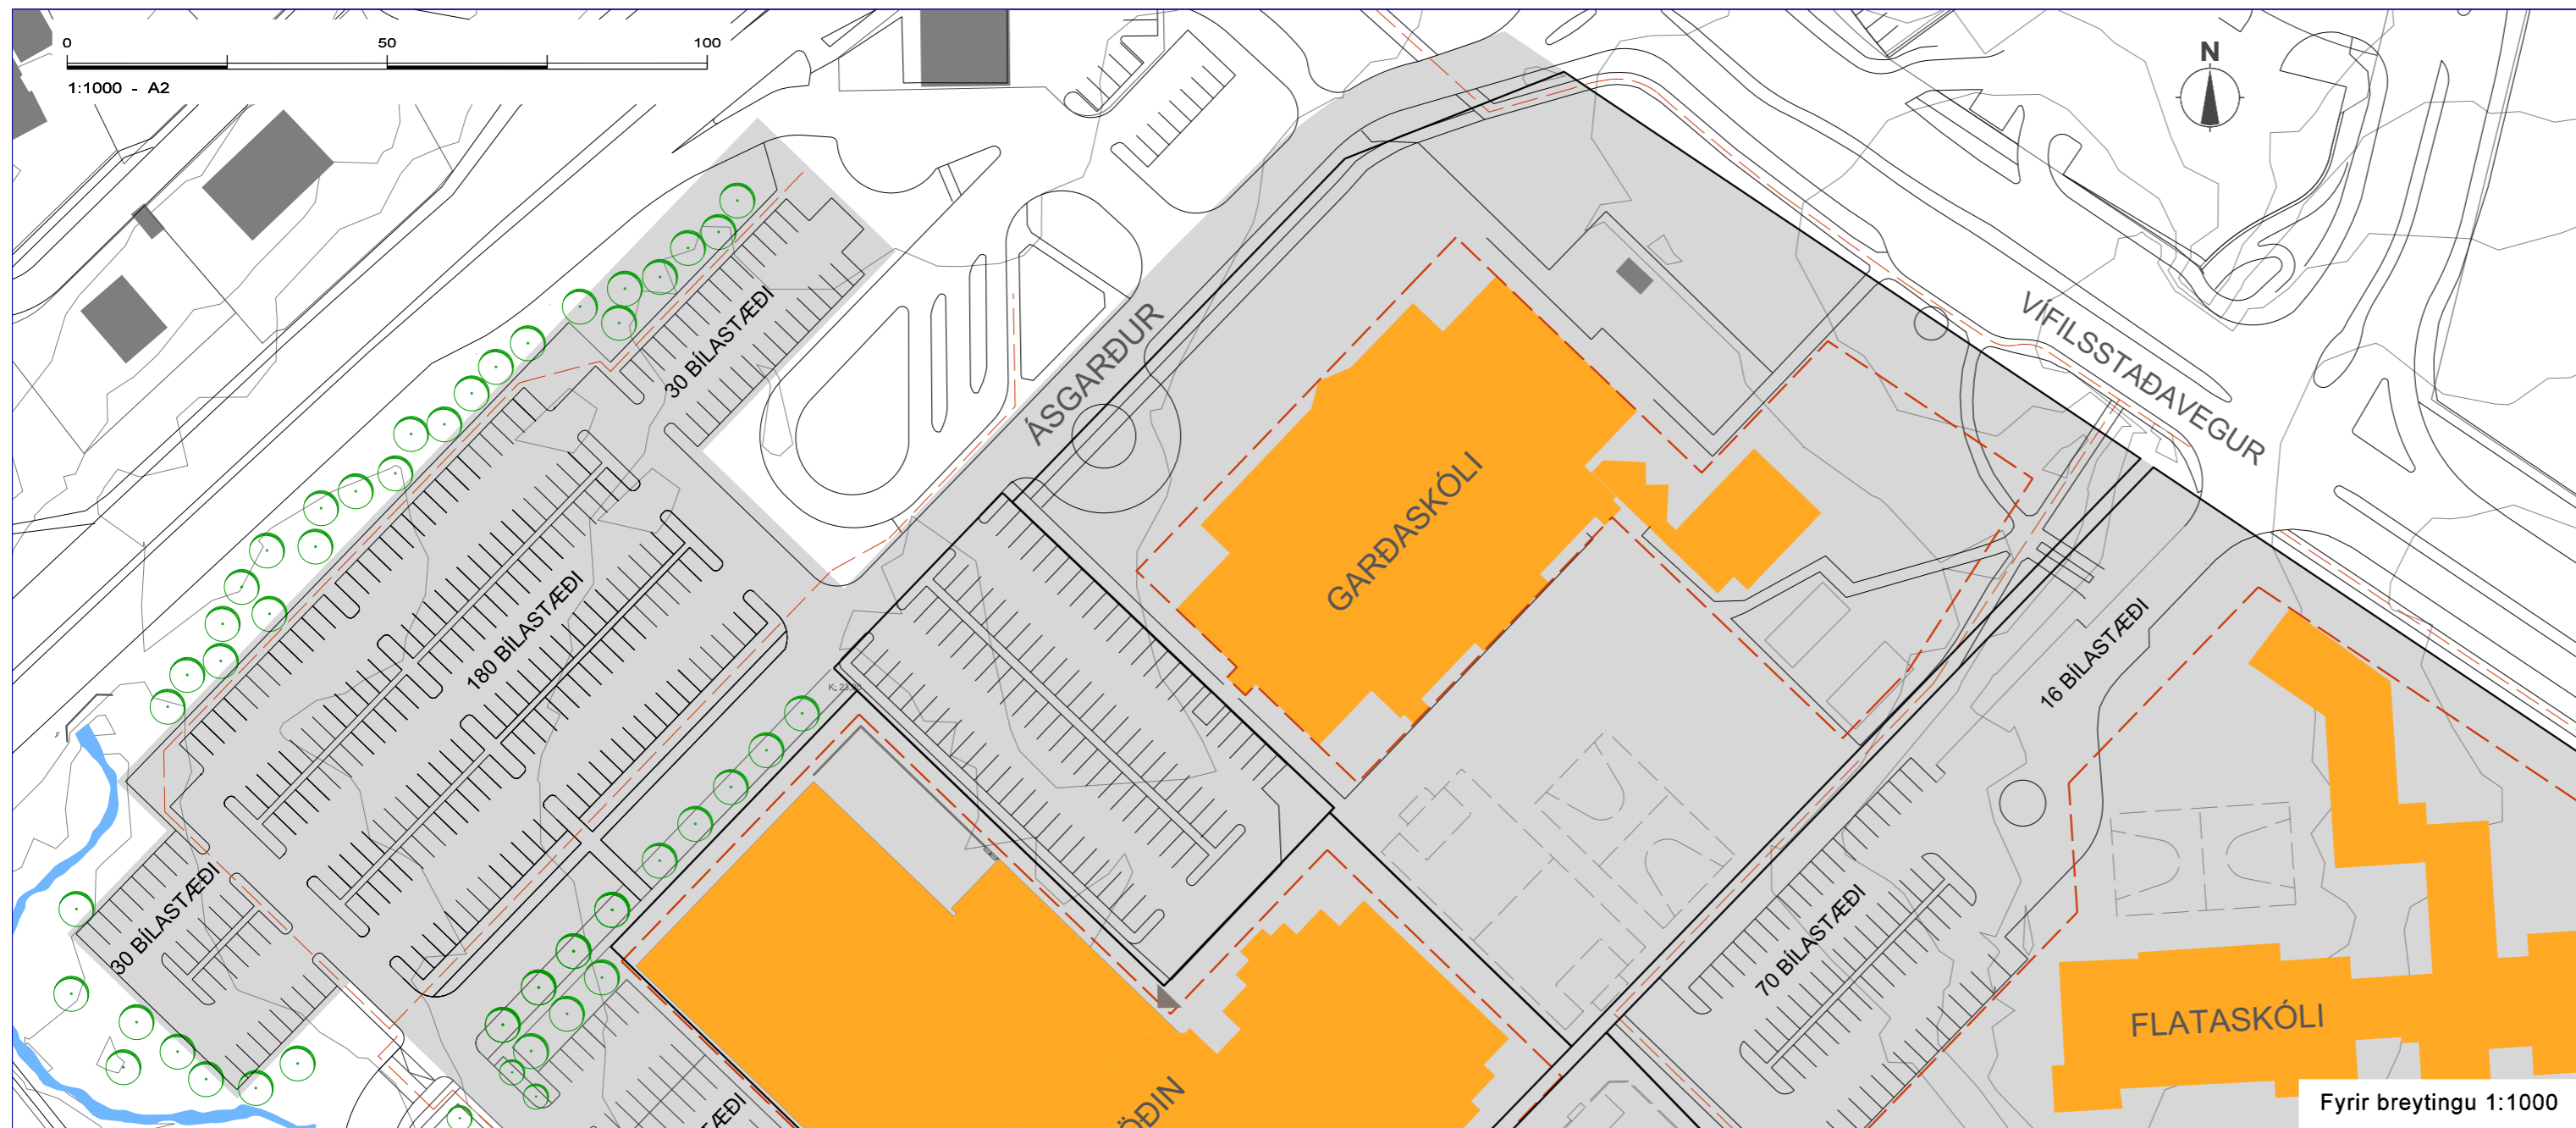 0 50 100
1:1000 - A2
N
30 BÍLASTÆÐI
ÁSGARÐUR
VÍFILSSTAÐAVEGUR
GARÐASKÓLI
180 BÍLASTÆÐI
16 BÍLASTÆÐI
30 BÍLASTÆÐI
70 BÍLASTÆÐI
FLATASKÓLI
Fyrir breytingu 1:1000